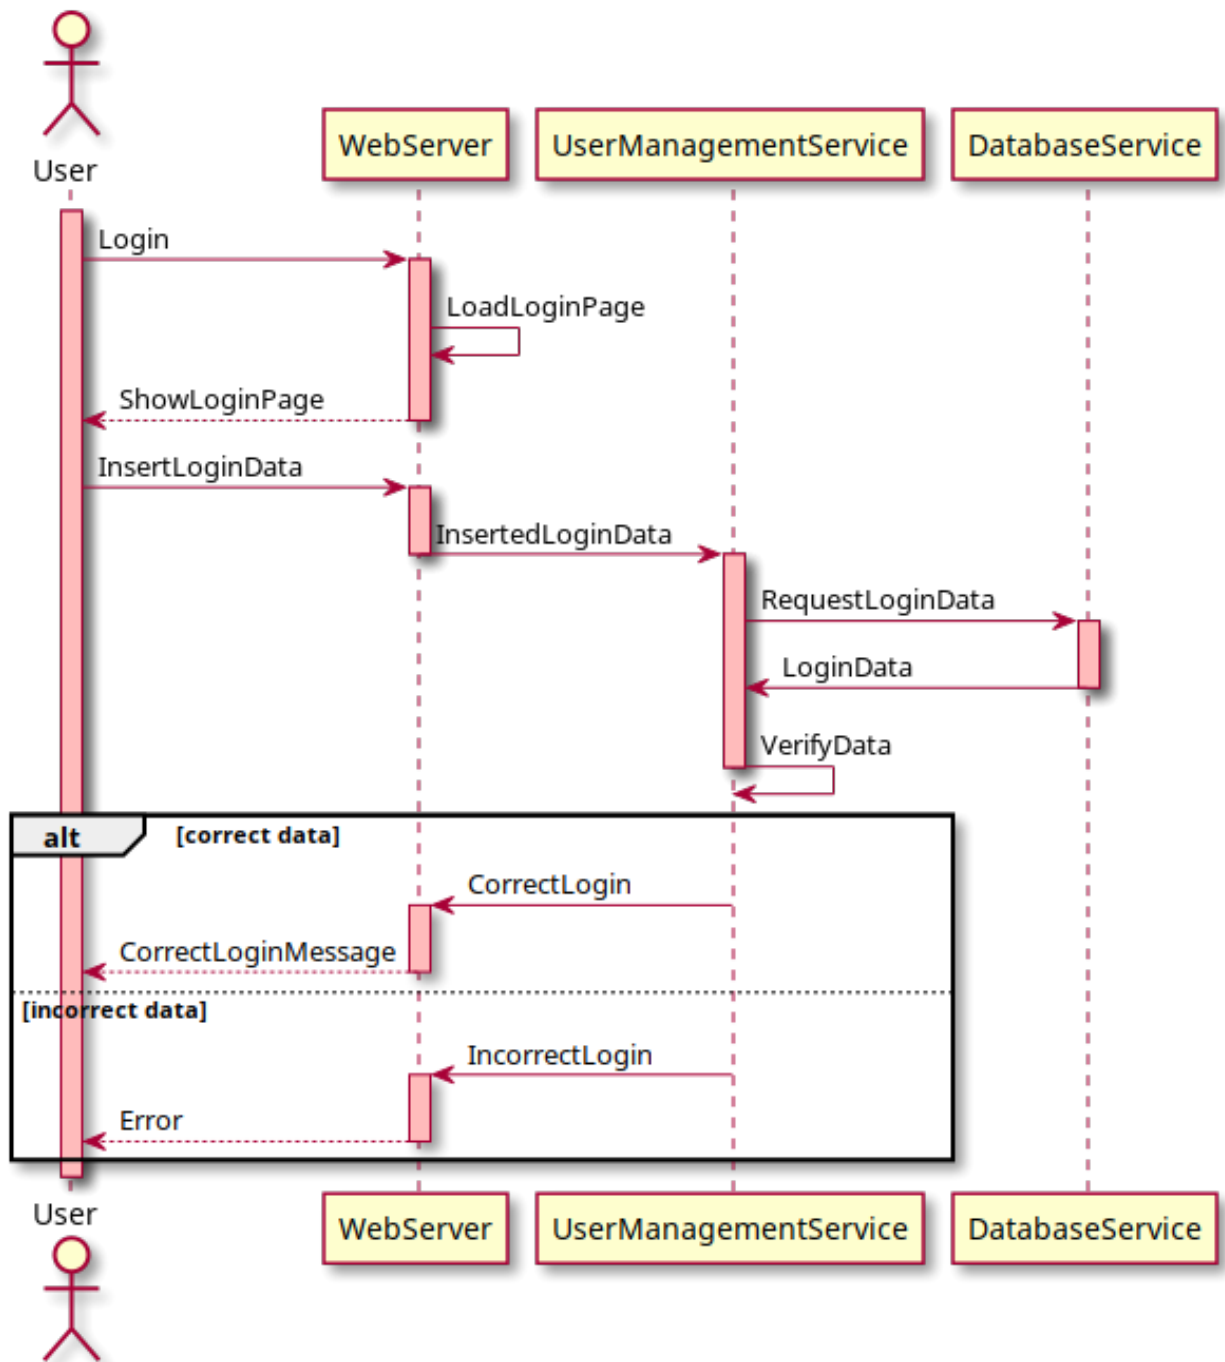 User
WebServer
UserManagementService
DatabaseService
Login
LoadLoginPage
ShowLoginPage
InsertLoginData
InsertedLoginData
RequestLoginData
LoginData
VerifyData
alt
[correct data]
CorrectLogin
CorrectLoginMessage
[incorrect data]
IncorrectLogin
Error
User
WebServer
UserManagementService
DatabaseService